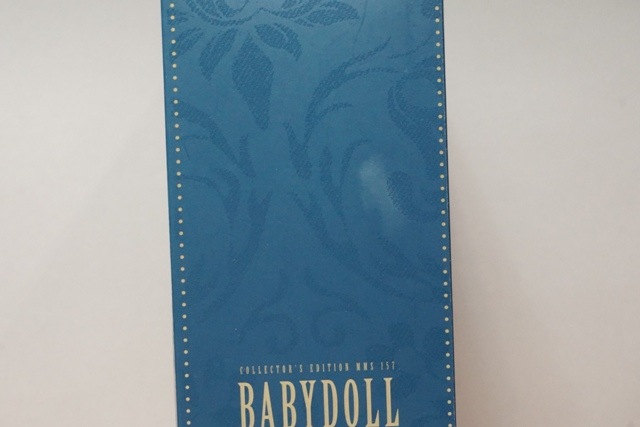 COLLECTOR'S EDITION MMS 157
BABYDOLL